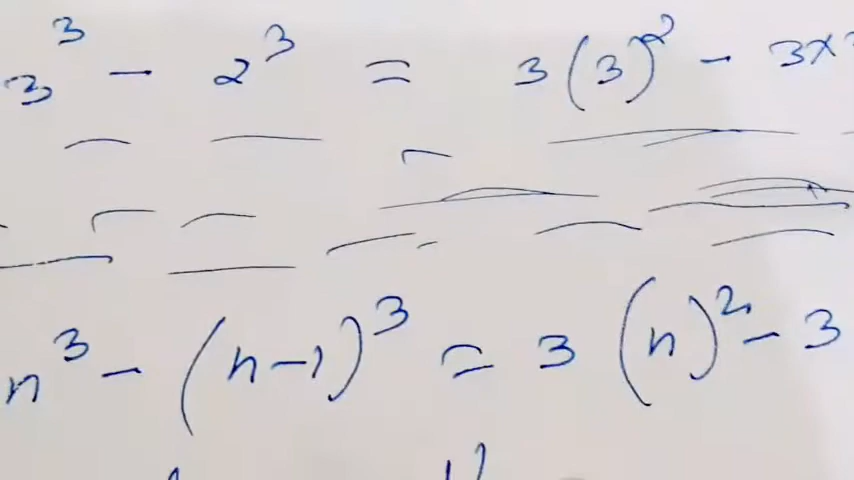 3³ - 2³ = 3(3)² - 3×
n³ - (n-1)³ = 3(n)² - 3